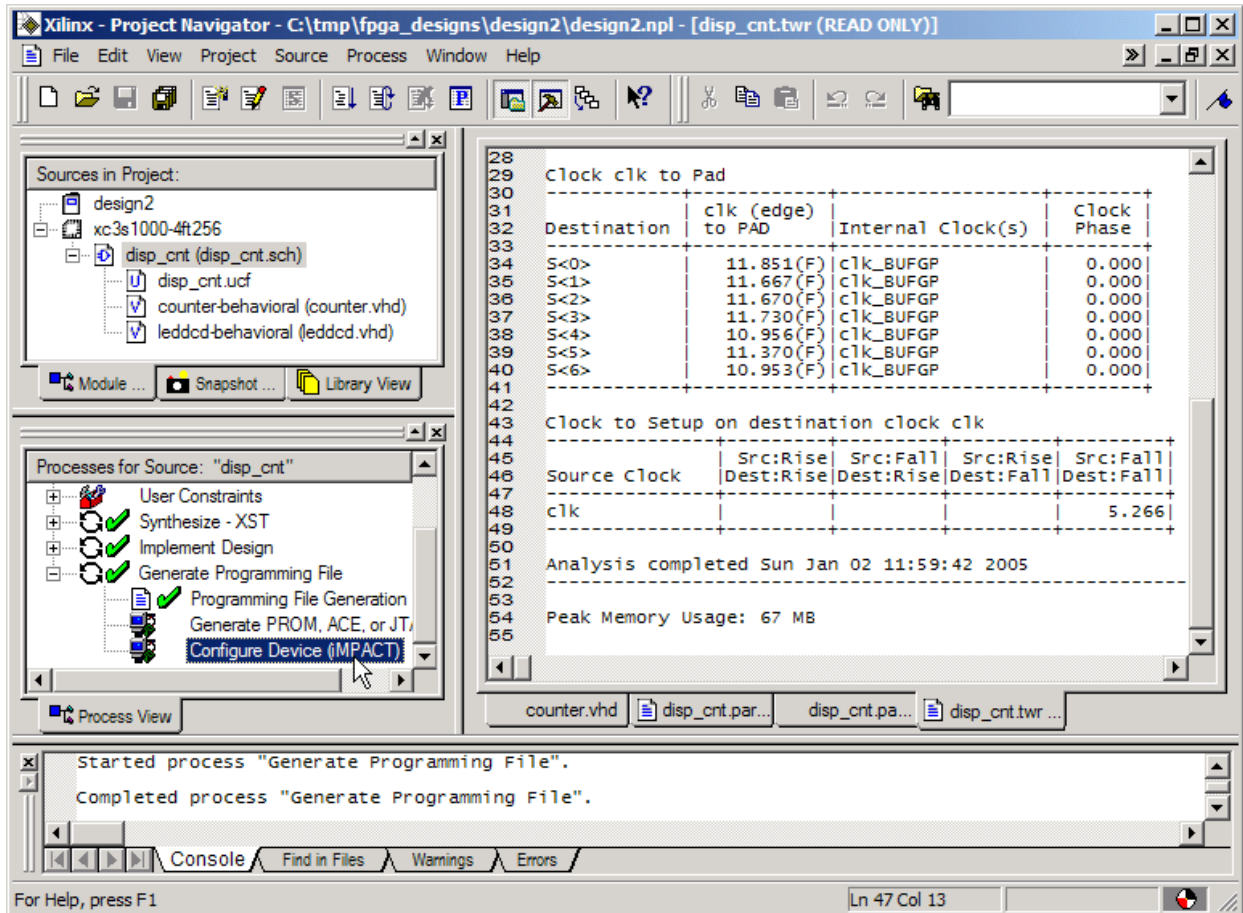 Xilinx - Project Navigator - C:\tmp\fpga_designs\design2\design2.npl - [disp_cnt.twr (READ ONLY)]
File Edit View Project Source Process Window Help
Sources in Project:
design2
xc3s1000-4ft256
disp_cnt (disp_cnt.sch)
disp_cnt.ucf
counter-behavioral (counter.vhd)
leddcd-behavioral (leddcd.vhd)
Module ... Snapshot ... Library View
Processes for Source: "disp_cnt"
User Constraints
Synthesize - XST
Implement Design
Generate Programming File
Programming File Generation
Generate PROM, ACE, or JTA
Configure Device (iMPACT)
Process View
28
29 Clock clk to Pad
30 ------------+------------+------------------+--------+
31 | clk (edge) | | Clock |
32 Destination | to PAD |Internal Clock(s) | Phase |
33 ------------+------------+------------------+--------+
34 S<0> | 11.851(F)|clk_BUFGP | 0.000|
35 S<1> | 11.667(F)|clk_BUFGP | 0.000|
36 S<2> | 11.670(F)|clk_BUFGP | 0.000|
37 S<3> | 11.730(F)|clk_BUFGP | 0.000|
38 S<4> | 10.956(F)|clk_BUFGP | 0.000|
39 S<5> | 11.370(F)|clk_BUFGP | 0.000|
40 S<6> | 10.953(F)|clk_BUFGP | 0.000|
41 ------------+------------+------------------+--------+
42
43 Clock to Setup on destination clock clk
44 ---------------+---------+---------+---------+---------+
45 | Src:Rise| Src:Fall| Src:Rise| Src:Fall|
46 Source Clock |Dest:Rise|Dest:Rise|Dest:Fall|Dest:Fall|
47 ---------------+---------+---------+---------+---------+
48 clk | | | | 5.266|
49 ---------------+---------+---------+---------+---------+
50
51 Analysis completed Sun Jan 02 11:59:42 2005
52 --------------------------------------------------------------------------------
53
54 Peak Memory Usage: 67 MB
55
counter.vhd disp_cnt.par... disp_cnt.pa... disp_cnt.twr ...
Started process "Generate Programming File".
Completed process "Generate Programming File".
Console Find in Files Warnings Errors
For Help, press F1 Ln 47 Col 13